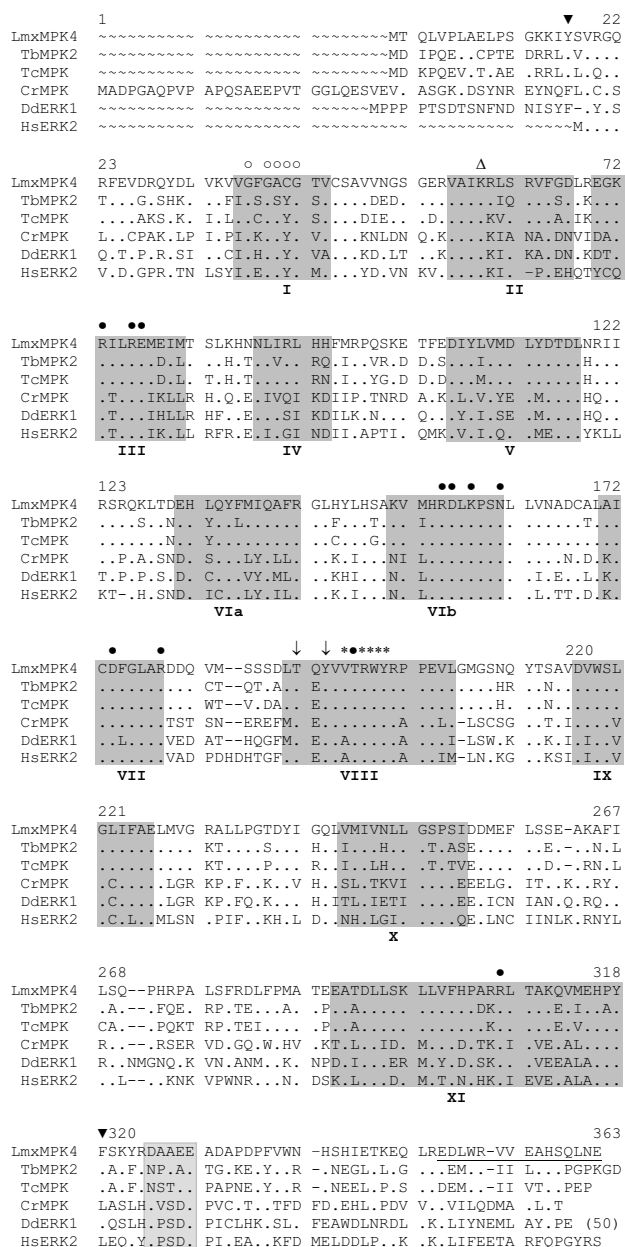 1 ▼ 22
LmxMPK4 ~~~~~~~~~~ ~~~~~~~~~~ ~~~~~~~~MT QLVPLAELPS GKKIYSVRGQ
TbMPK2 ~~~~~~~~~~ ~~~~~~~~~~ ~~~~~~~~MD IPQE..CPTE DRRL.V....
TcMPK ~~~~~~~~~~ ~~~~~~~~~~ ~~~~~~~~MD KPQEV.T.AE .RRL.L.Q..
CrMPK MADPGAQPVP APQSAEEPVT GGLQESVEV. ASGK.DSYNR EYNQFL.C.S
DdERK1 ~~~~~~~~~~ ~~~~~~~~~~ ~~~~~~MPPP PTSDTSNFND NISYF-.Y.S
HsERK2 ~~~~~~~~~~ ~~~~~~~~~~ ~~~~~~~~~~ ~~~~~~~~~~ ~~~~~M....
23 ○ ○○○○ Δ 72
LmxMPK4 RFEVDRQYDL VKVVGFGACG TVCSAVVNGS GERVAIKRLS RVFGDLREGK
TbMPK2 T...G.SHK. .FI.S.SY.S ....DED... ......IQ.. S....K....
TcMPK ...AKS.K.. I.L.C..Y.S ....DIE..D .....KV... .A...IK...
CrMPK L..CPAK.LP I.PI.K..Y. V...KNLDN Q.K....KIA NA.DNVIDA.
DdERK1 Q.T.P.RSI. CI..H.Y.VA ...KD.LT.. K.....KI.. KA.DN.KDT.
HsERK2 V.D.GPR.TN LSYI.E..Y. M...YD.VN KV.....KI. -P.EHQTYCQ
I II
● ●● 122
LmxMPK4 RILREMEIMT SLKHNNLIRL HHFMRPQSKE TFEDIYLVMD LYDTDLNRII
TbMPK2 ......D.L. ..H.T..V.. RQ.I..VR.D D.S...I... ......H...
TcMPK ......D.L. T.H.T..... RN.I..YG.D D.D...M... ......H...
CrMPK .T...IKLLR H.Q.E.IVQI KDIIP.TNRD A.K.L.V.YE .M....HQ..
DdERK1 .T...IHLLR HF..E...SI KDILK.N... Q...Y.I.SE M.....HQ..
HsERK2 .T...IKLLR LFR.E.I.GI NDII.APTI. QMK.V.I.Q. .ME...YKLL
III IV V
123 ●● ● ● 172
LmxMPK4 RSRQKLTDEH LQYFMIQAFR GLHYLHSAKV MHRDLKPSNL LVNADCALAI
TbMPK2 ....S..N.. Y..L...... ...F...T.. I......... .......T..
TcMPK ........N. Y......... ...C...G.. .......... ..........
CrMPK ..P.A.SND. S...LY.LL. ..K.I...NI L......... ....N.D.K.
DdERK1 T.P.P.S.D. C...VY.ML. ..KHI...N. L......... .I.E..L.K.
HsERK2 KT-.H.SND. IC..LY.IL. ..K.I...N. L......... .L.TT.D.K.
VIa VIb
● ● ↓ ↓ *●**** 220
LmxMPK4 CDFGLARDDQ VM--SSSDLT QYVVTRWYRP PEVLGMGSNQ YTSAVDVWSL
TbMPK2 .......... CT--QT.A.. E......... .......HR. ..N.......
TcMPK .......... WT--V.DA.. E......... .......... ..N.......
CrMPK .......TST SN--EREFM. E........A .L.L-LSCSG ..T.I....V
DdERK1 ..L....VED AT--HQGFM. E..A.....A .I.L-LSW.K ..K.I.I..V
HsERK2 .......VAD PDHDHTGF.. E..A.....A .IM.L-N.KG ..KSI.I..V
VII VIII IX
221 267
LmxMPK4 GLIFAELMVG RALLPGTDYI GQLVMIVNLL GSPSIDDMEF LSSE-AKAFI
TbMPK2 .......... KT....S... H..I...H.. ..T.ASE... ....E.-.N.L
TcMPK .......... KT....P... R..I..LH.. ..T.TVE... ..D.-.RN.L
CrMPK .C.....LGR KP.F..K..V H..SL.TKVI ....EEELG. IT..K..RY.
DdERK1 .C.....LGR KP.FQ.K... H.ITLIETI. ....EE.ICN IAN.Q.RQ..
HsERK2 .C.L..MLSN .PIF..KH.L D..NH.LGI. ....QE.LNC IINLK.RNYL
X
268 ● 318
LmxMPK4 LSQ--PHRPA LSFRDLFPMA TEEATDLLSK LLVFHPARRL TAKQVMEHPY
TbMPK2 .A.--.FQE. RP.TE...A. .P..A..... ......DK.. ...E.I..A.
TcMPK CA.--.PQKT RP.TEI.... .P..A..... .......K.. ...E.V....
CrMPK R..--.RSER VD.GQ.W.HV .KT.L..ID. M...D.TK.I .VE.AL....
DdERK1 R..NMGNQ.K VN.ANM..K. NPD.I...ER M.Y.D.SK.. .VEEALA...
HsERK2 ..L--..KNK VPWNR...N. DSK.L...D. M.T.N.HK.I EVE.ALA...
XI
▼320 363
LmxMPK4 FSKYRDAAEE ADAPDPFVWN -HSHIETKEQ LREDLWR-VV EAHSQLNE
TbMPK2 .A.F.NP.A. TG.KE.Y..R -.NEGL.L.G ...EM..-II L..PGPKGD
TcMPK .A.F.NST.. PAPNE.Y..R -.NEEL.P.S .DEM..-II VT..PEP
CrMPK LASLH.VSD. PVC.T..TFD FD.EHL.PDV V..VILQDMA .L.T
DdERK1 .QSLH.PSD. PICLHK.SL. FEAWDLNRDL .K.LIYNEML AY.PE (50)
HsERK2 LEQ.Y.PSD. PI.EA..KFD MELDDLPK.. .K.LIFEETA RFQPGYRS